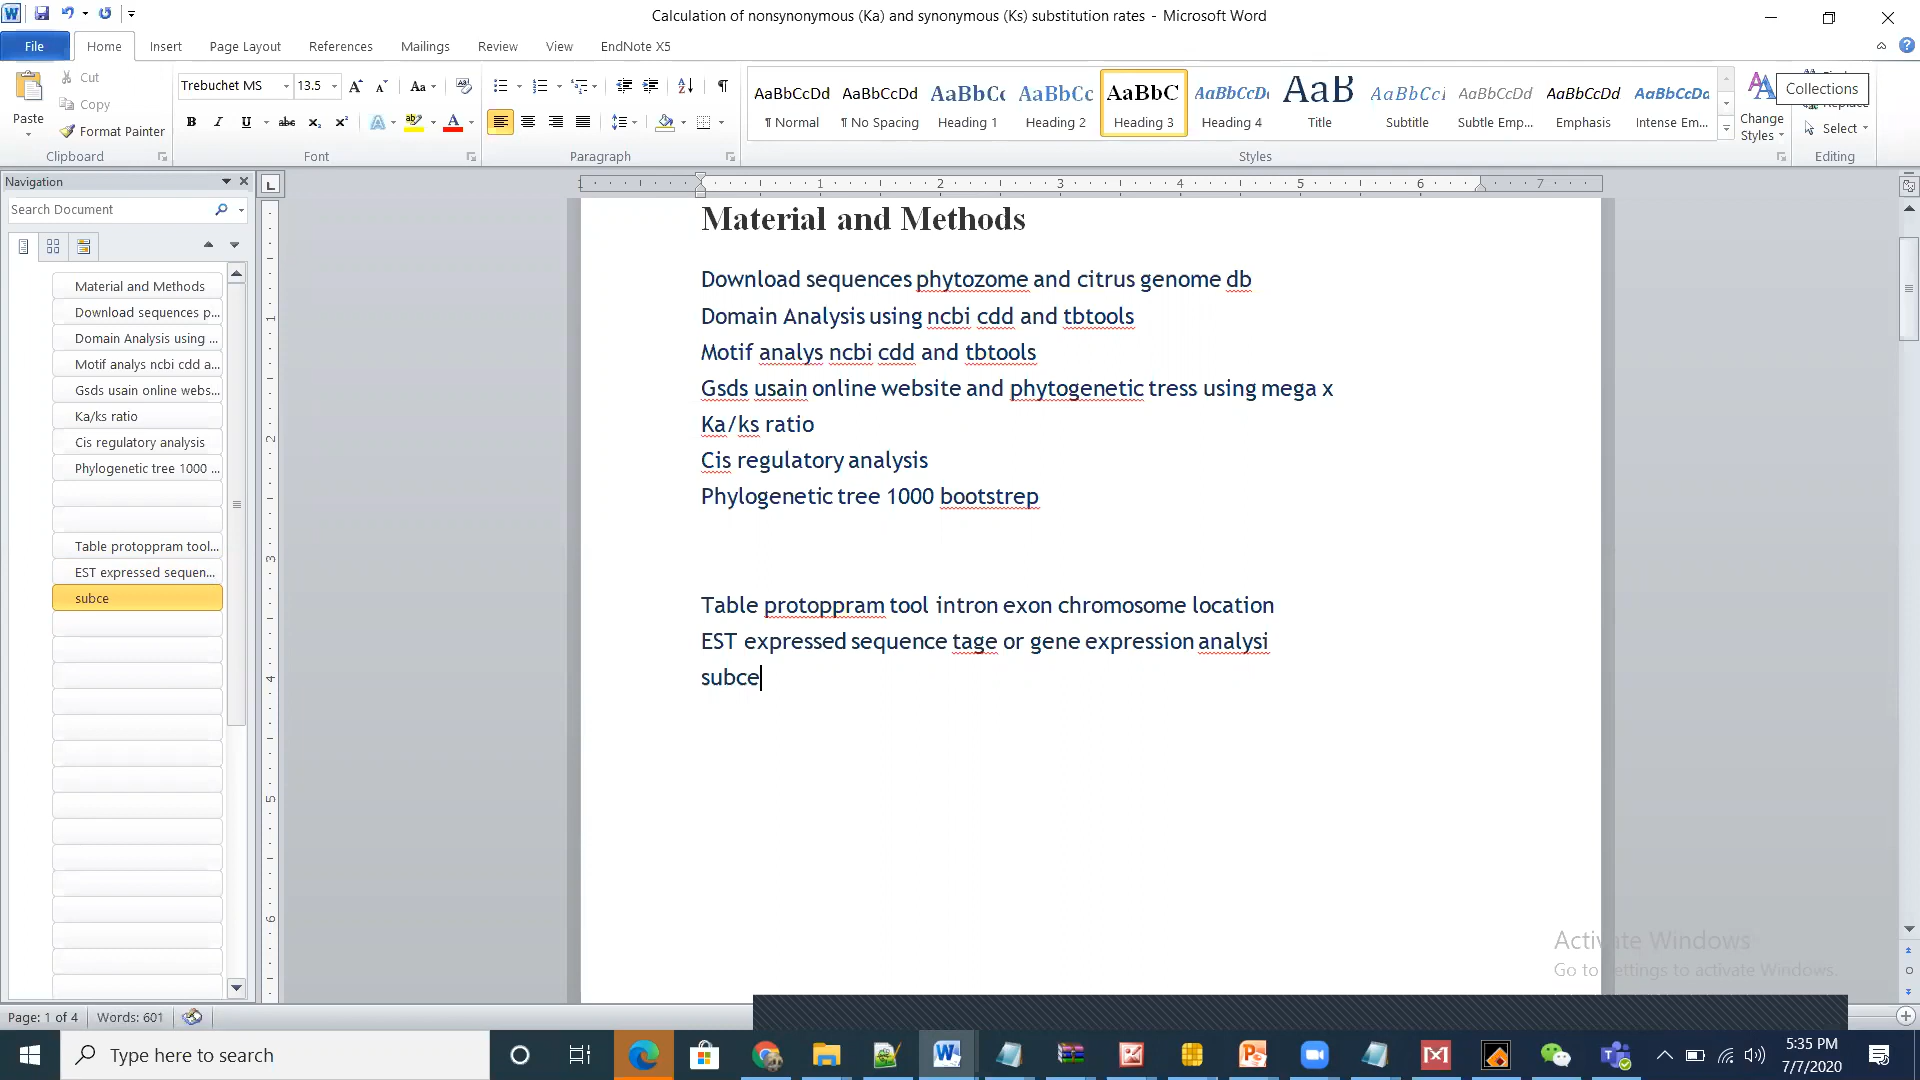 Calculation of nonsynonymous (Ka) and synonymous (Ks) substitution rates - Microsoft Word
File Home Insert Page Layout References Mailings Review View EndNote X5
Paste
Cut
Copy
Format Painter
Clipboard
Trebuchet MS 13.5
Font
Paragraph
AaBbCcDd AaBbCcDd AaBbCc AaBbCc AaBbC AaBbCcDd AaB AaBbCcl AaBbCcDd AaBbCcDd AaBbCcDd
¶ Normal ¶ No Spacing Heading 1 Heading 2 Heading 3 Heading 4 Title Subtitle Subtle Emp... Emphasis Intense Em...
Styles
Change Styles
Collections
Replace
Select
Editing
Navigation
Search Document
Material and Methods
Download sequences p...
Domain Analysis using ...
Motif analys ncbi cdd a...
Gsds usain online webs...
Ka/ks ratio
Cis regulatory analysis
Phylogenetic tree 1000 ...
Table protoppram tool...
EST expressed sequen...
subce
Material and Methods
Download sequences phytozome and citrus genome db
Domain Analysis using ncbi cdd and tbtools
Motif analys ncbi cdd and tbtools
Gsds usain online website and phytogenetic tress using mega x
Ka/ks ratio
Cis regulatory analysis
Phylogenetic tree 1000 bootstrep
Table protoppram tool intron exon chromosome location
EST expressed sequence tage or gene expression analysi
subce
Activate Windows
Go to Settings to activate Windows.
Page: 1 of 4 Words: 601
Type here to search
5:35 PM
7/7/2020